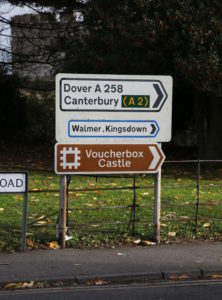 Dover A 258
Canterbury (A 2)
Walmer, Kingsdown
Voucherbox
Castle
OAD